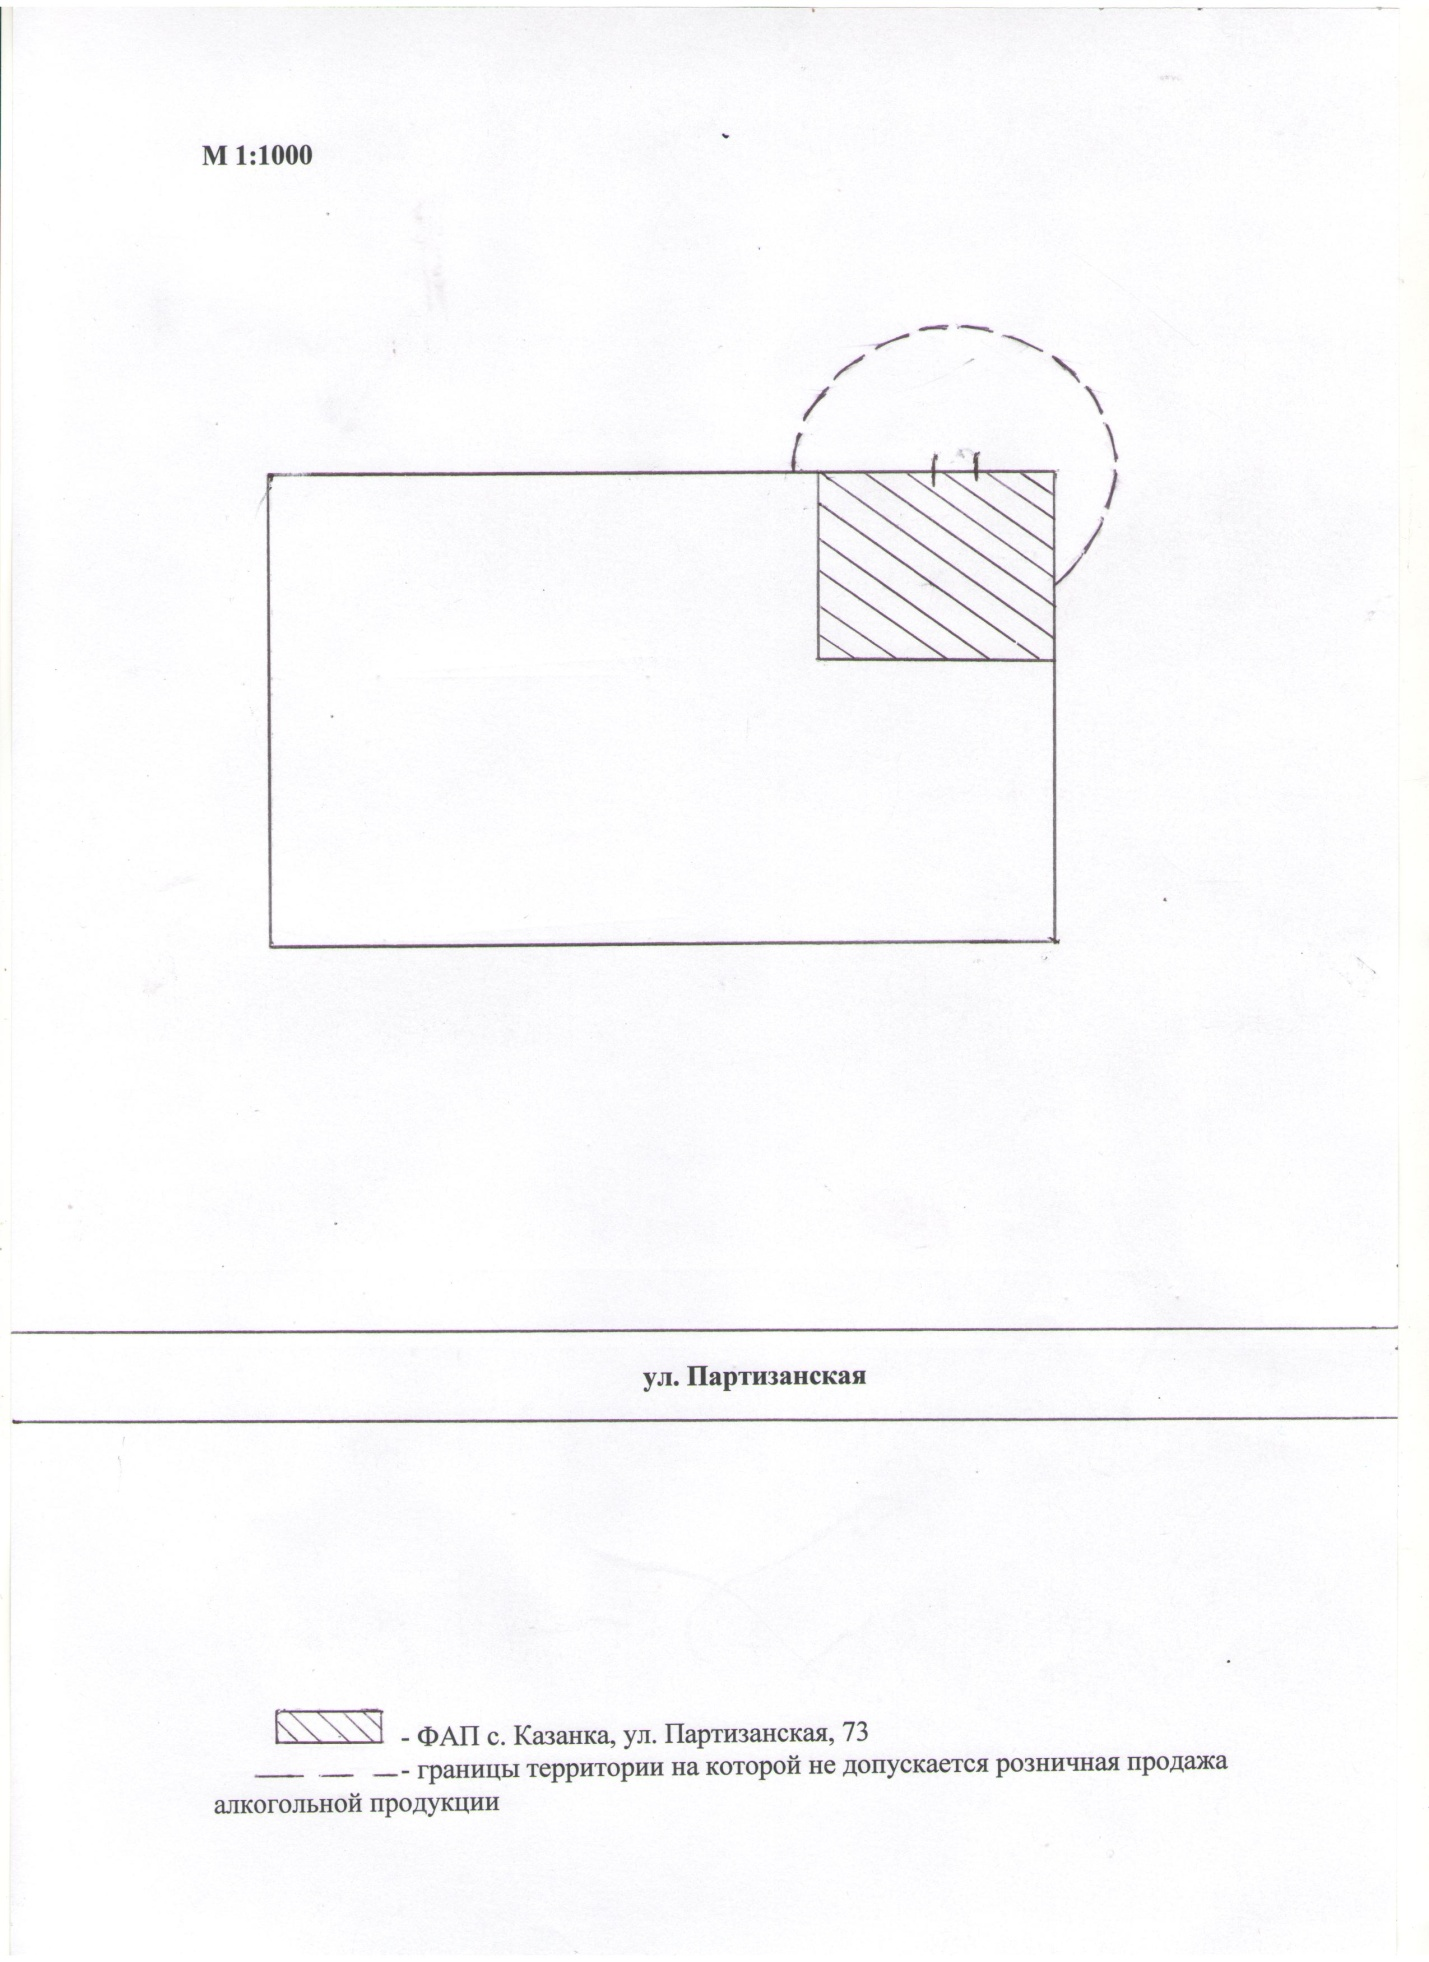 М 1:1000
ул. Партизанская
- ФАП с. Казанка, ул. Партизанская, 73
- границы территории на которой не допускается розничная продажа
алкогольной продукции